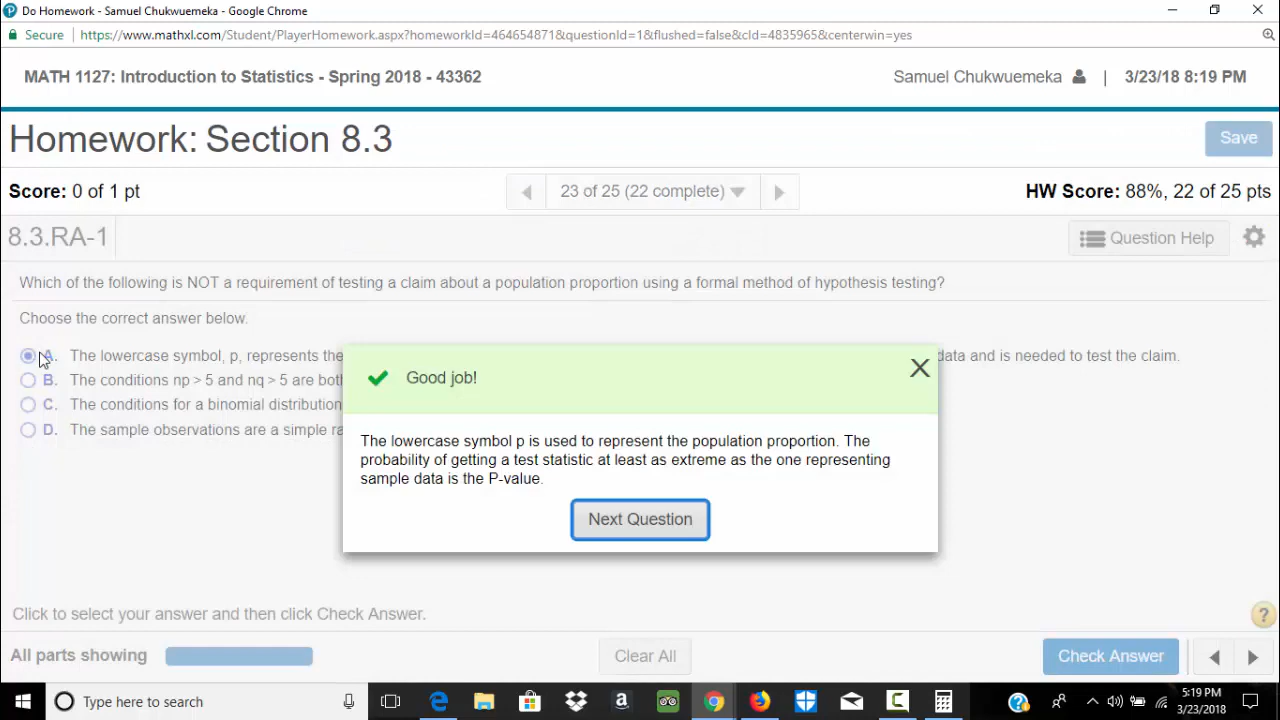 Do Homework - Samuel Chukwuemeka - Google Chrome
Secure | https://www.mathxl.com/Student/PlayerHomework.aspx?homeworkId=464654871&questionId=1&flushed=false&cId=4835965&centerwin=yes
MATH 1127: Introduction to Statistics - Spring 2018 - 43362
Samuel Chukwuemeka | 3/23/18 8:19 PM
Homework: Section 8.3
Save
Score: 0 of 1 pt
23 of 25 (22 complete)
HW Score: 88%, 22 of 25 pts
8.3.RA-1
Question Help
Which of the following is NOT a requirement of testing a claim about a population proportion using a formal method of hypothesis testing?
Choose the correct answer below.
A. The lowercase symbol, p, represents the
data and is needed to test the claim.
B. The conditions np > 5 and nq > 5 are bot
C. The conditions for a binomial distribution
D. The sample observations are a simple ra
Good job!
The lowercase symbol p is used to represent the population proportion. The
probability of getting a test statistic at least as extreme as the one representing
sample data is the P-value.
Next Question
Click to select your answer and then click Check Answer.
?
All parts showing
Clear All
Check Answer
Type here to search
5:19 PM
3/23/2018